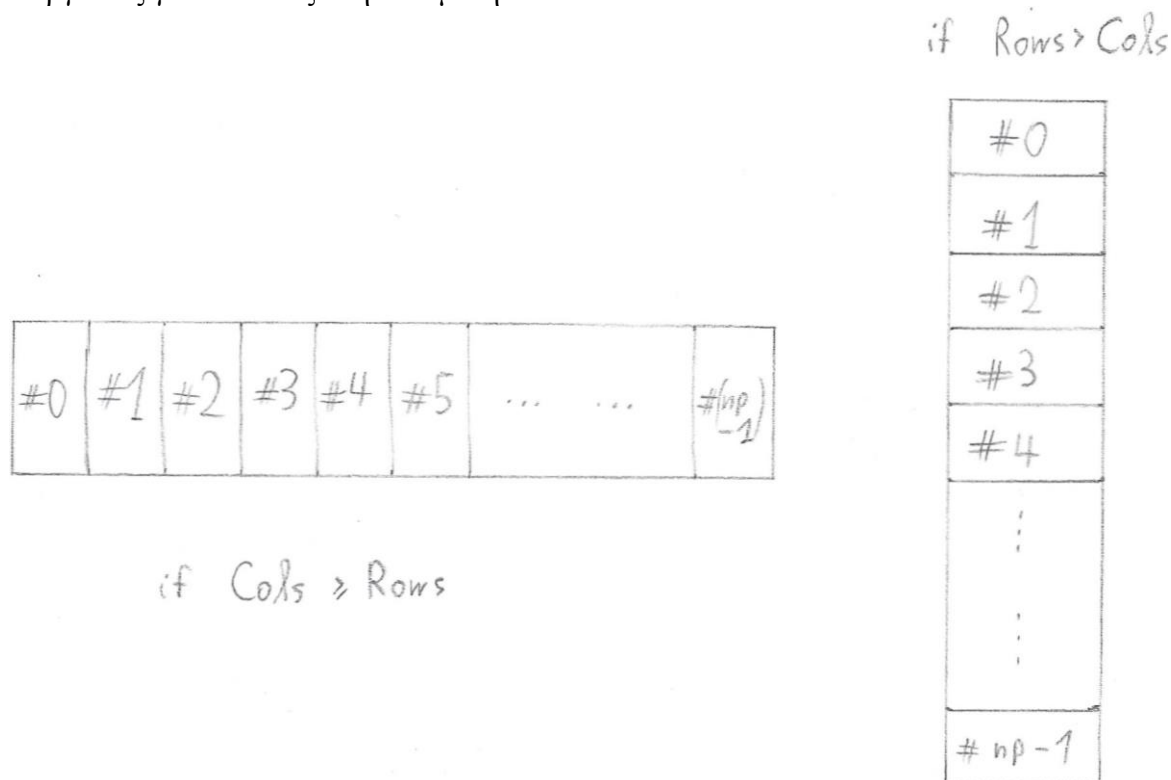 if Rows > Cols
#0
#1
#2
#3
#4
⋮
⋮
# np-1
#0 #1 #2 #3 #4 #5 ... ... #(np
-1)
if Cols ⩾ Rows